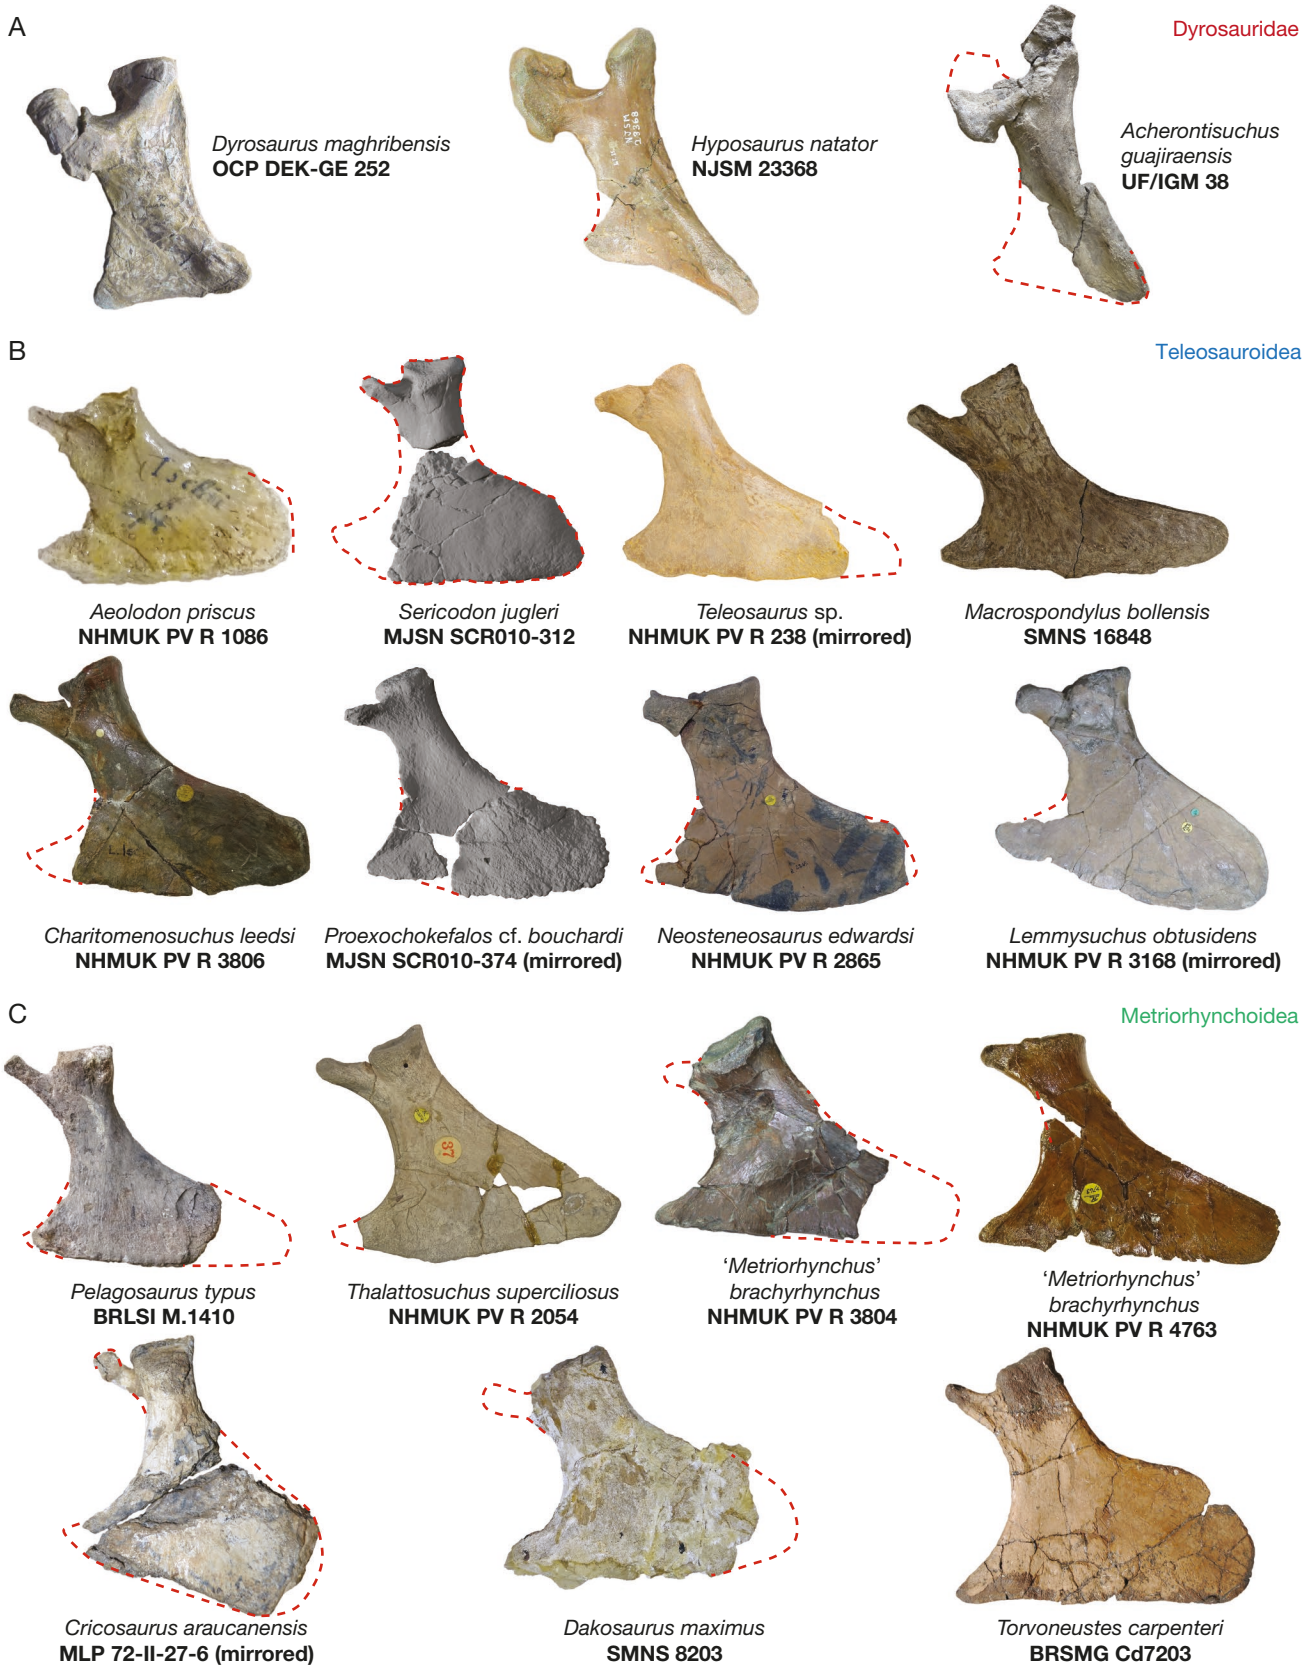 A
Dyrosauridae
Dyrosaurus maghribensis
OCP DEK-GE 252
Hyposaurus natator
NJSM 23368
NJSM
23368
Acherontisuchus
guajiraensis
UF/IGM 38
B
Teleosauroidea
Aeolodon priscus
NHMUK PV R 1086
Sericodon jugleri
MJSN SCR010-312
Teleosaurus sp.
NHMUK PV R 238 (mirrored)
Macrospondylus bollensis
SMNS 16848
Charitomenosuchus leedsi
NHMUK PV R 3806
Proexochokefalos cf. bouchardi
MJSN SCR010-374 (mirrored)
Neosteneosaurus edwardsi
NHMUK PV R 2865
Lemmysuchus obtusidens
NHMUK PV R 3168 (mirrored)
C
Metriorhynchoidea
37
Pelagosaurus typus
BRLSI M.1410
Thalattosuchus superciliosus
NHMUK PV R 2054
‘Metriorhynchus’
brachyrhynchus
NHMUK PV R 3804
‘Metriorhynchus’
brachyrhynchus
NHMUK PV R 4763
Cricosaurus araucanensis
MLP 72-II-27-6 (mirrored)
Dakosaurus maximus
SMNS 8203
Torvoneustes carpenteri
BRSMG Cd7203